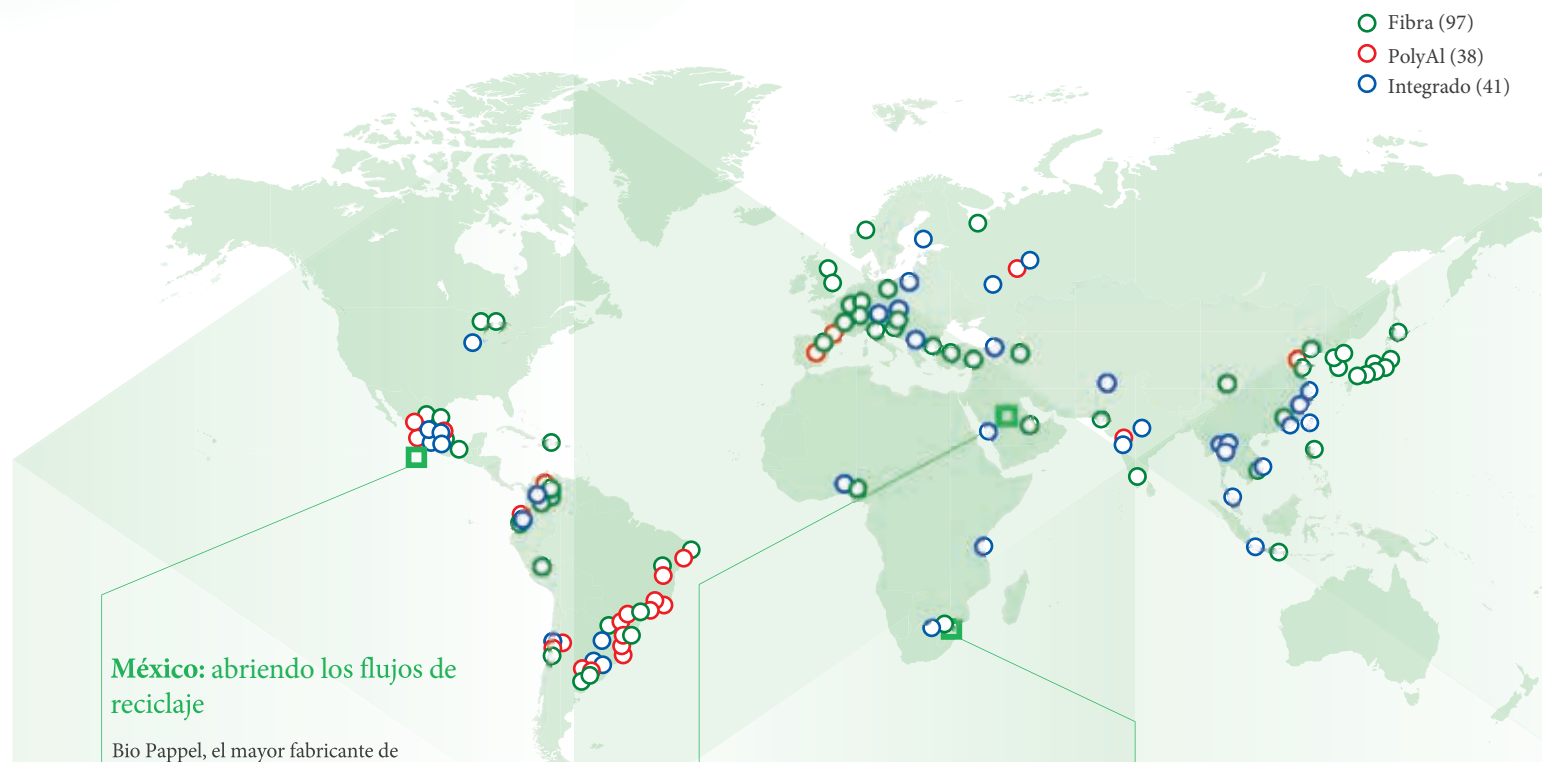 Fibra (97)
PolyAl (38)
Integrado (41)
México: abriendo los flujos de
reciclaje
Bio Pappel, el mayor fabricante de